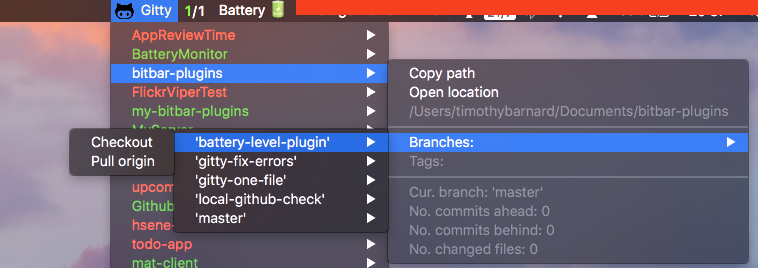 Gitty 1/1 Battery
AppReviewTime
BatteryMonitor
bitbar-plugins
FlickrViperTest
my-bitbar-plugins
MyServer
Github
hsene
todo-app
mat-client
Copy path
Open location
/Users/timothybarnard/Documents/bitbar-plugins
Branches:
Tags:
Cur. branch: 'master'
No. commits ahead: 0
No. commits behind: 0
No. changed files: 0
'battery-level-plugin'
'gitty-fix-errors'
'gitty-one-file'
'local-github-check'
'master'
Checkout
Pull origin